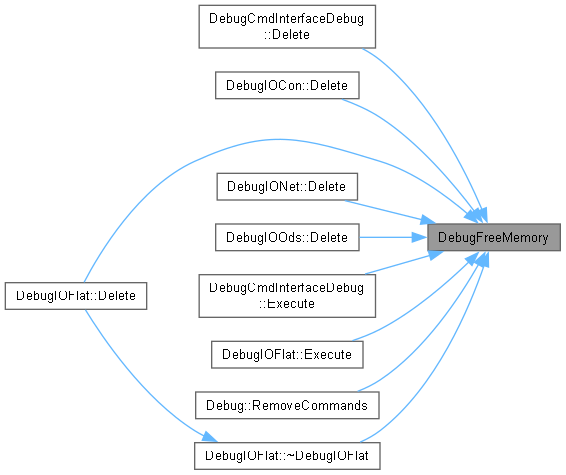 DebugCmdInterfaceDebug
::Delete
DebugIOCon::Delete
DebugIONet::Delete
DebugFreeMemory
DebugIOOds::Delete
DebugCmdInterfaceDebug
::Execute
DebugIOFlat::Delete
DebugIOFlat::Execute
Debug::RemoveCommands
DebugIOFlat::~DebugIOFlat